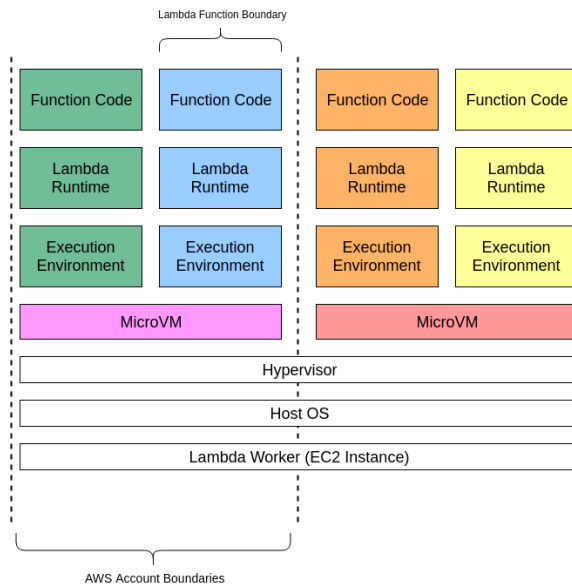 Lambda Function Boundary
Function Code
Function Code
Function Code
Function Code
Lambda
Runtime
Lambda
Runtime
Lambda
Runtime
Lambda
Runtime
Execution
Environment
Execution
Environment
Execution
Environment
Execution
Environment
MicroVM
MicroVM
Hypervisor
Host OS
Lambda Worker (EC2 Instance)
AWS Account Boundaries